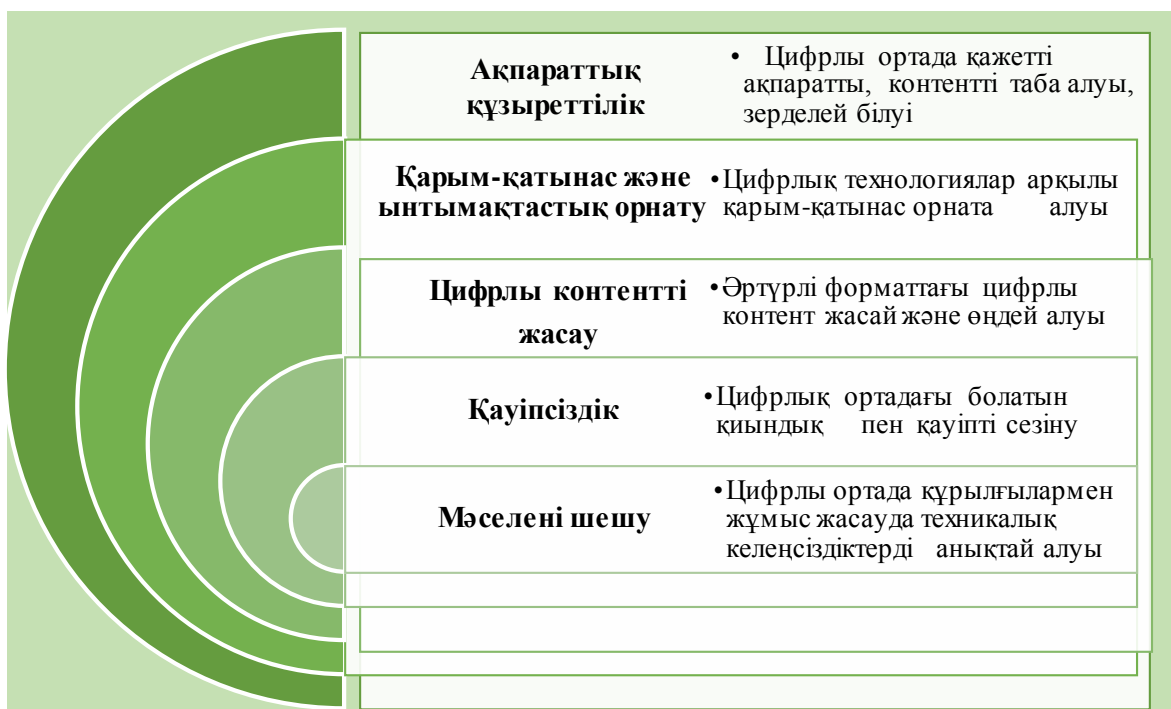 Ақпараттық
құзыреттілік
• Цифрлы ортада қажетті
ақпаратты, контентті таба алуы,
зерделей білуі
Қарым-қатынас және
ынтымақтастық орнату
•Цифрлық технологиялар арқылы
қарым-қатынас орната алуы
Цифрлы контентті
жасау
•Әртүрлі форматтағы цифрлы
контент жасай және өңдей алуы
Қауіпсіздік
•Цифрлық ортадағы болатын
қиындық пен қауіпті сезіну
Мәселені шешу
•Цифрлы ортада құрылғылармен
жұмыс жасауда техникалық
келеңсіздіктерді анықтай алуы